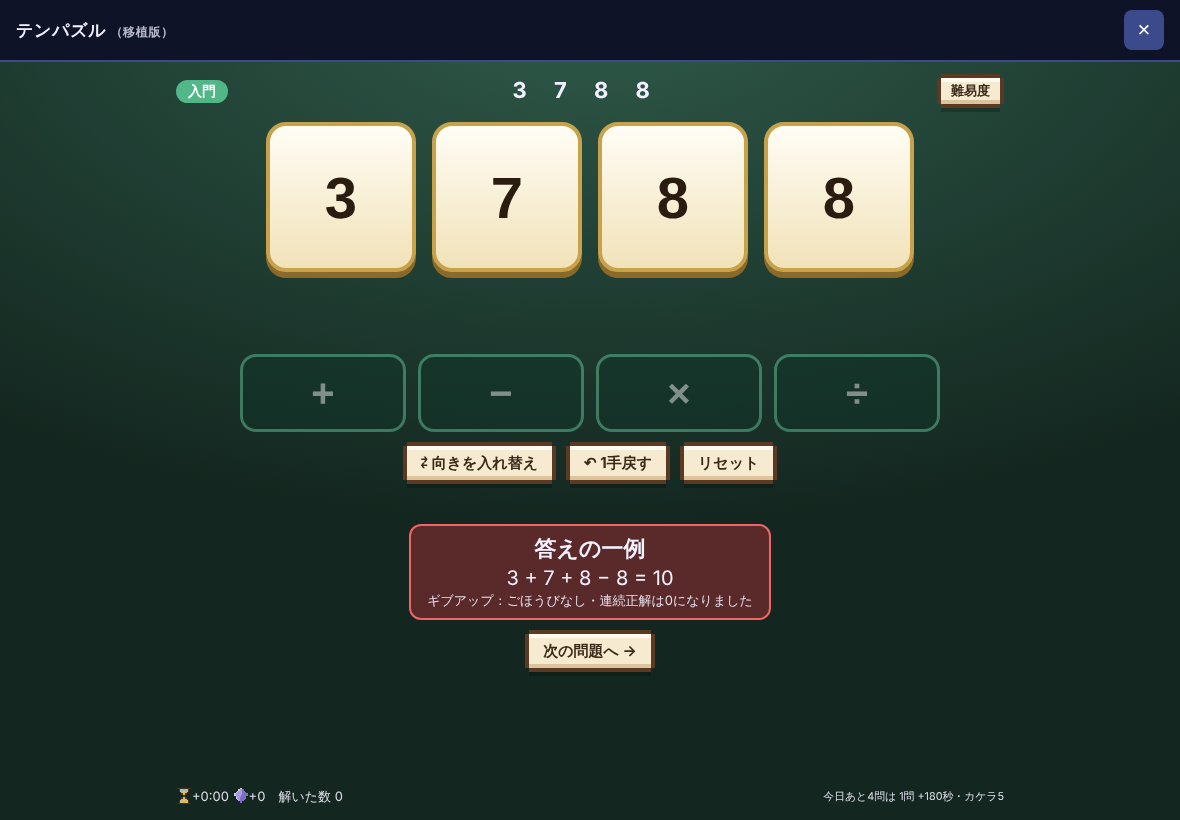 テンパズル （移植版）
×
入門
3 7 8 8
難易度
3
7
8
8
+
−
×
÷
⇄ 向きを入れ替え
↶ 1手戻す
リセット
答えの一例
3 + 7 + 8 − 8 = 10
ギブアップ：ごほうびなし・連続正解は0になりました
次の問題へ →
⏳+0:00 +0 解いた数 0
今日あと4問は 1問 +180秒・カケラ5